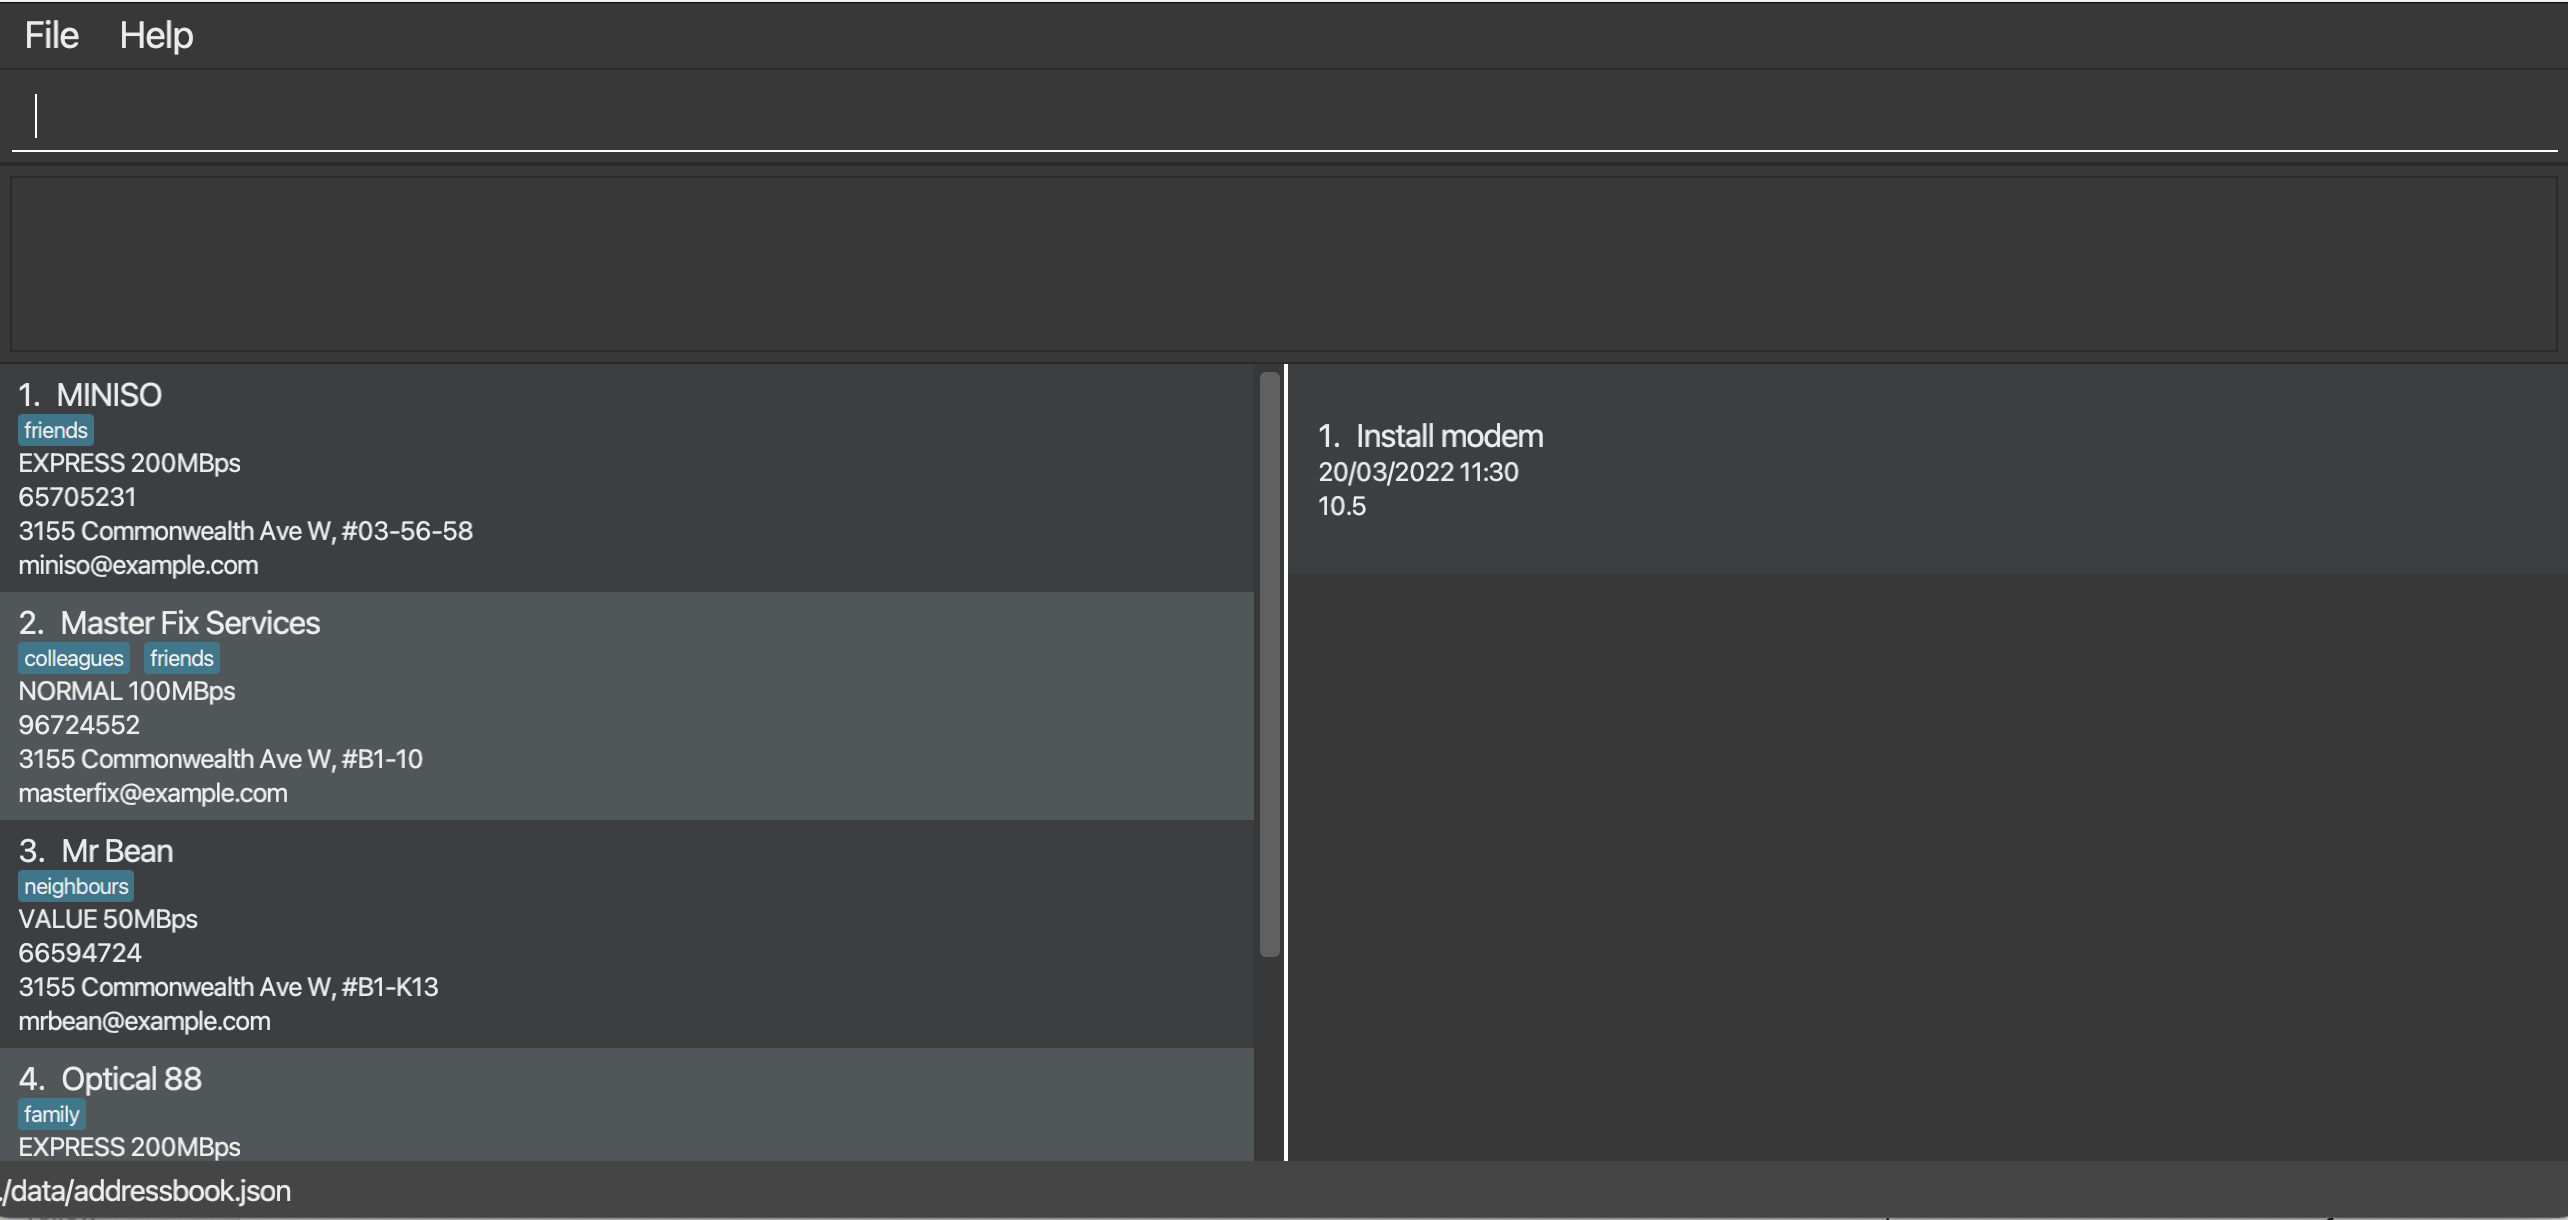 File Help
1. MINISO
friends
EXPRESS 200MBps
65705231
3155 Commonwealth Ave W, #03-56-58
miniso@example.com
2. Master Fix Services
colleagues friends
NORMAL 100MBps
96724552
3155 Commonwealth Ave W, #B1-10
masterfix@example.com
3. Mr Bean
neighbours
VALUE 50MBps
66594724
3155 Commonwealth Ave W, #B1-K13
mrbean@example.com
4. Optical 88
family
EXPRESS 200MBps
1. Install modem
20/03/2022 11:30
10.5
./data/addressbook.json